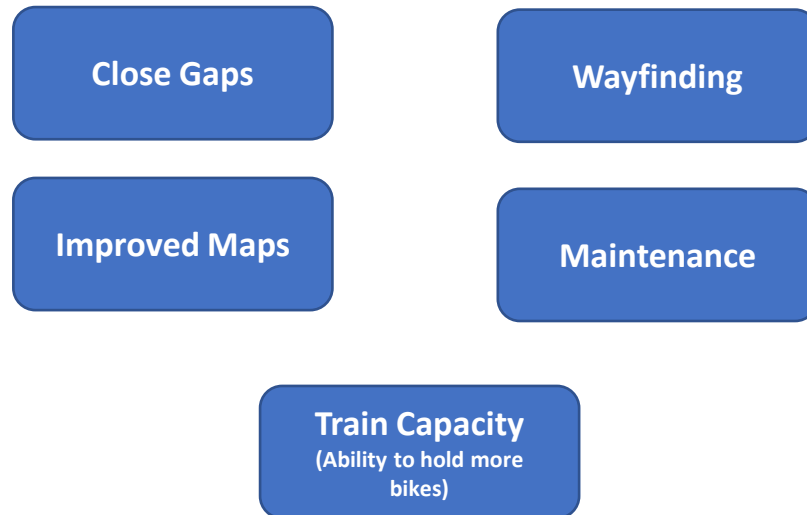 Close Gaps
Wayfinding
Improved Maps
Maintenance
Train Capacity
(Ability to hold more
bikes)